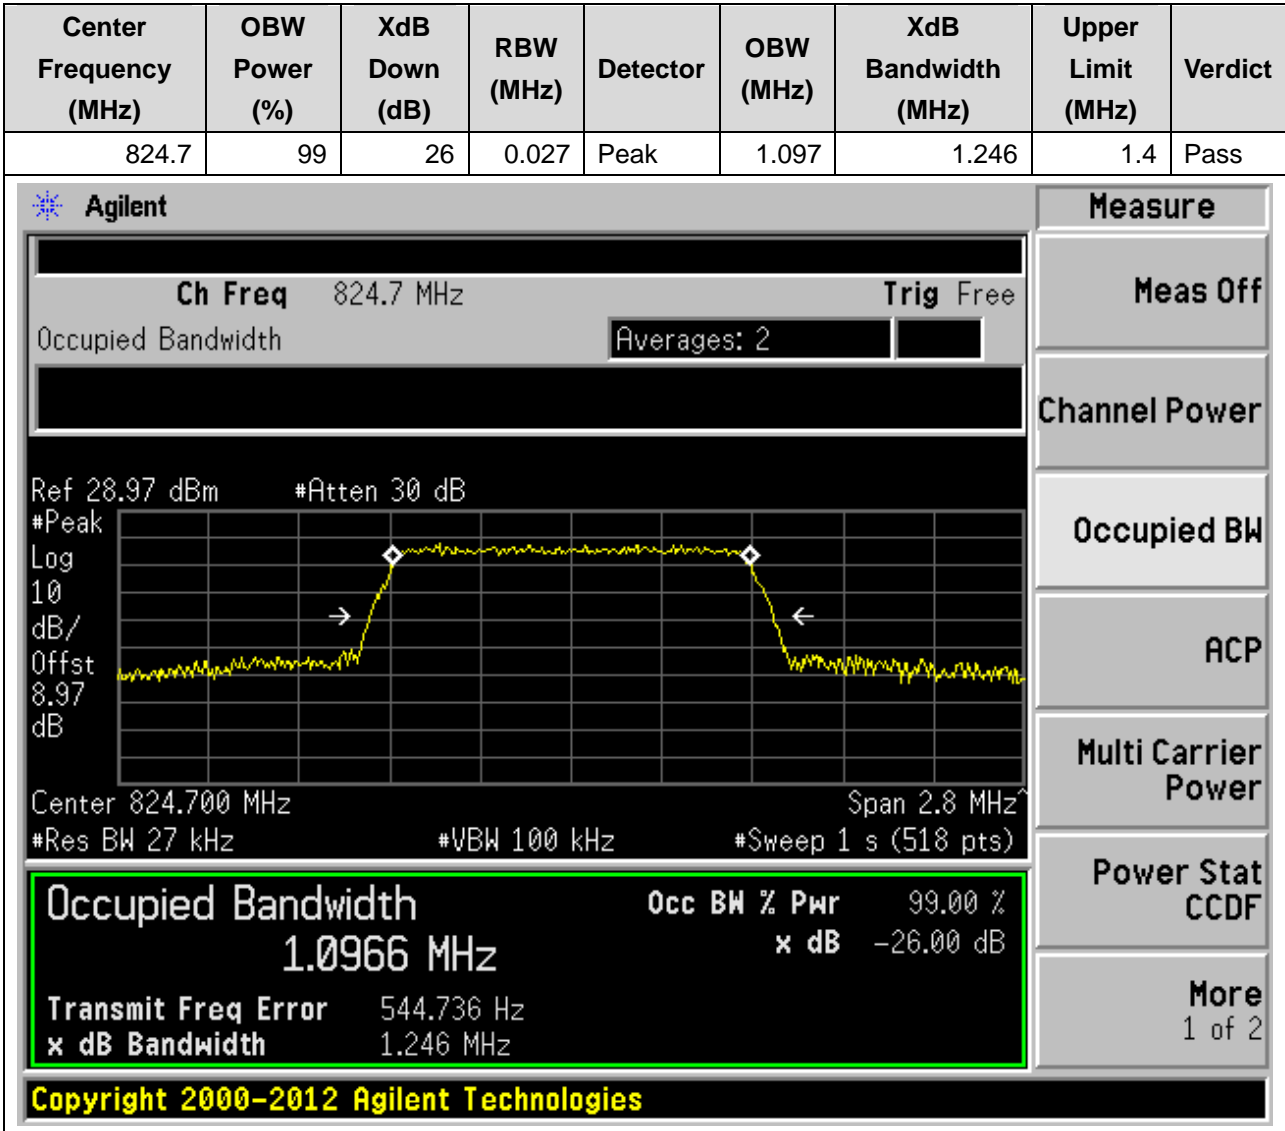 Center Frequency (MHz) OBW Power (%) XdB Down (dB) RBW (MHz) Detector OBW (MHz) XdB Bandwidth (MHz) Upper Limit (MHz) Verdict
824.7 99 26 0.027 Peak 1.097 1.246 1.4 Pass
Agilent
Measure
Ch Freq 824.7 MHz Trig Free
Meas Off
Occupied Bandwidth Averages: 2
Channel Power
Ref 28.97 dBm #Atten 30 dB
#Peak
Occupied BW
Log
10
dB/
ACP
Offst
8.97
dB
Multi Carrier
Power
Center 824.700 MHz Span 2.8 MHz^
#Res BW 27 kHz #VBW 100 kHz #Sweep 1 s (518 pts)
Power Stat
CCDF
Occupied Bandwidth Occ BW % Pwr 99.00 %
1.0966 MHz x dB -26.00 dB
More
1 of 2
Transmit Freq Error 544.736 Hz
x dB Bandwidth 1.246 MHz
Copyright 2000-2012 Agilent Technologies